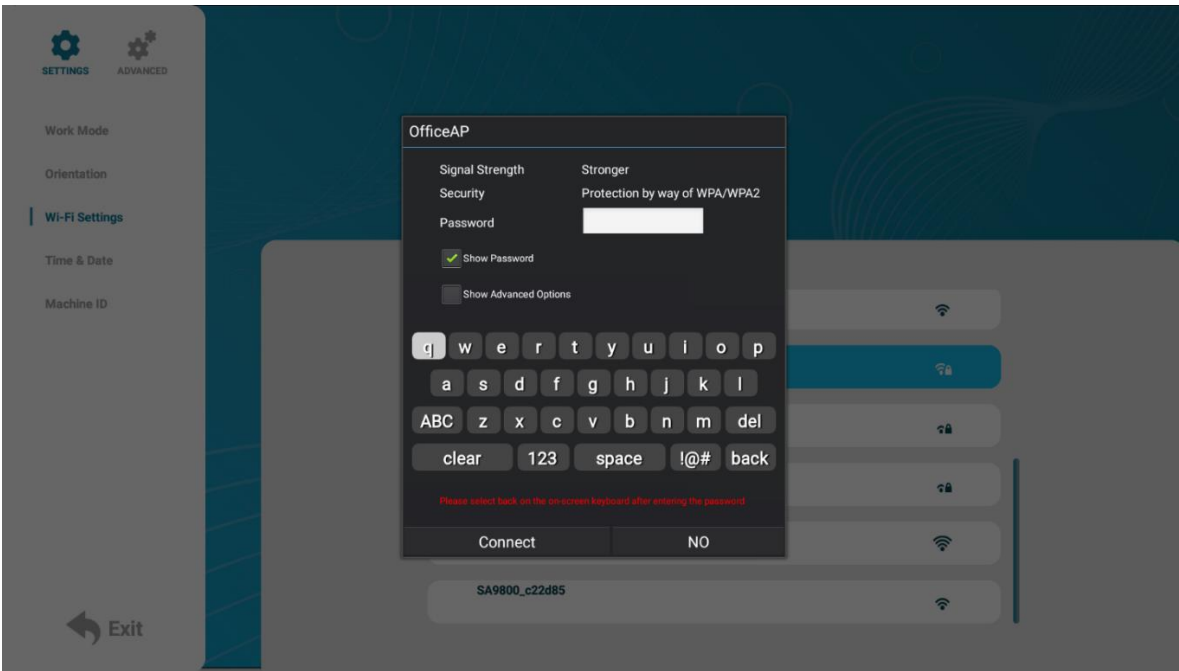 SETTINGS
ADVANCED
Work Mode
Orientation
Wi-Fi Settings
Time & Date
Machine ID
Exit
OfficeAP
Signal Strength Stronger
Security Protection by way of WPA/WPA2
Password
Show Password
Show Advanced Options
q w e r t y u i o p
a s d f g h j k l
ABC z x c v b n m del
clear 123 space !@# back
Please select back on the on-screen keyboard after entering the password
Connect NO
SA9800_c22d85